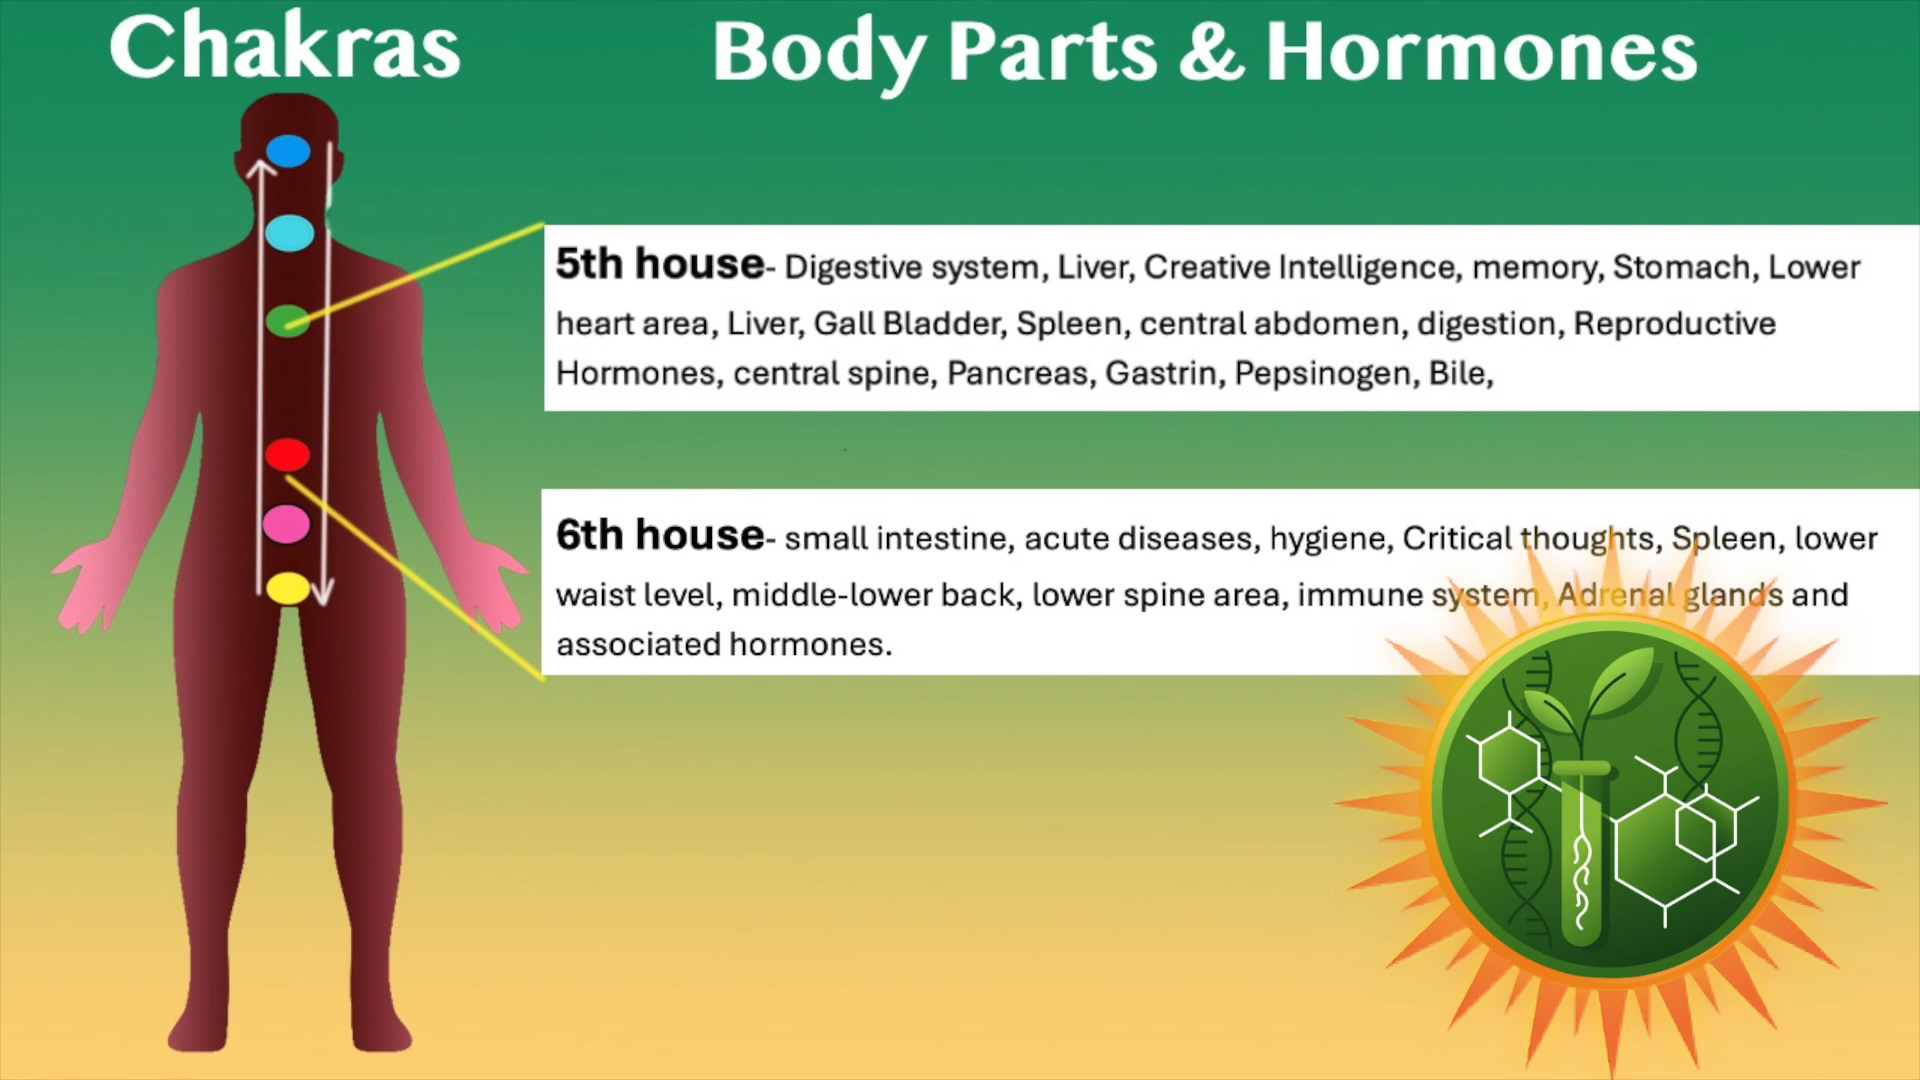 Chakras
Body Parts & Hormones
5th house- Digestive system, Liver, Creative Intelligence, memory, Stomach, Lower
heart area, Liver, Gall Bladder, Spleen, central abdomen, digestion, Reproductive
Hormones, central spine, Pancreas, Gastrin, Pepsinogen, Bile,
6th house- small intestine, acute diseases, hygiene, Critical thoughts, Spleen, lower
waist level, middle-lower back, lower spine area, immune system, Adrenal glands and
associated hormones.